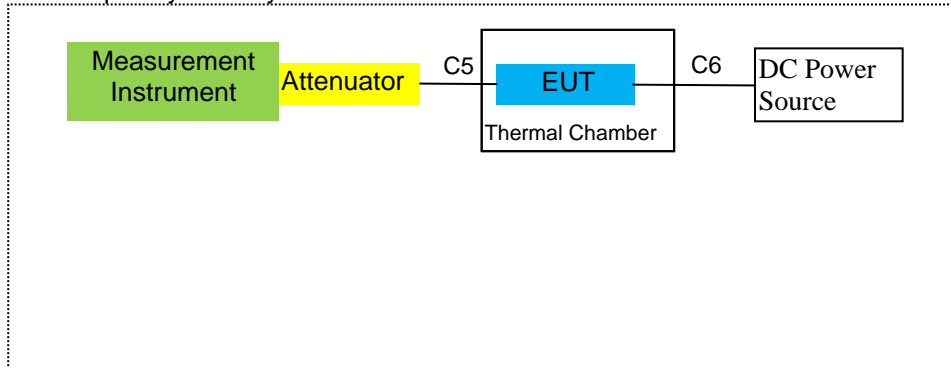 Measurement
Instrument
Attenuator
C5
EUT
Thermal Chamber
C6
DC Power
Source